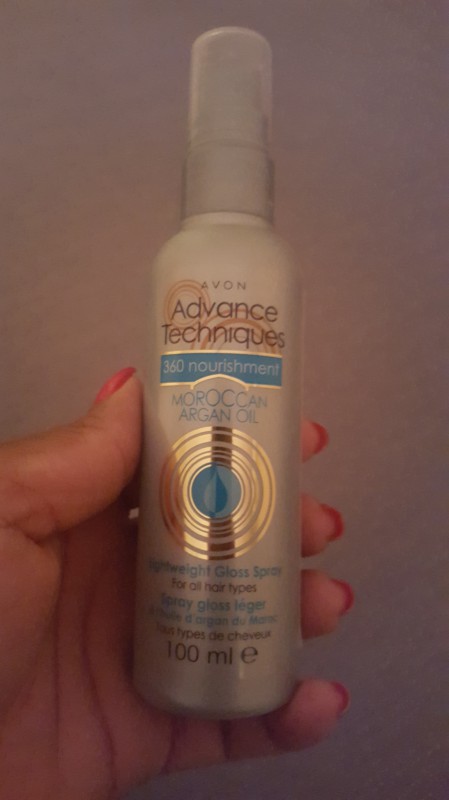 AVON
Advance
Techniques
360 nourishment
MOROCCAN
ARGAN OIL
Lightweight Gloss Spray
For all hair types
Spray gloss léger
à l'huile d'argan du Maroc
Tous types de cheveux
100 ml e